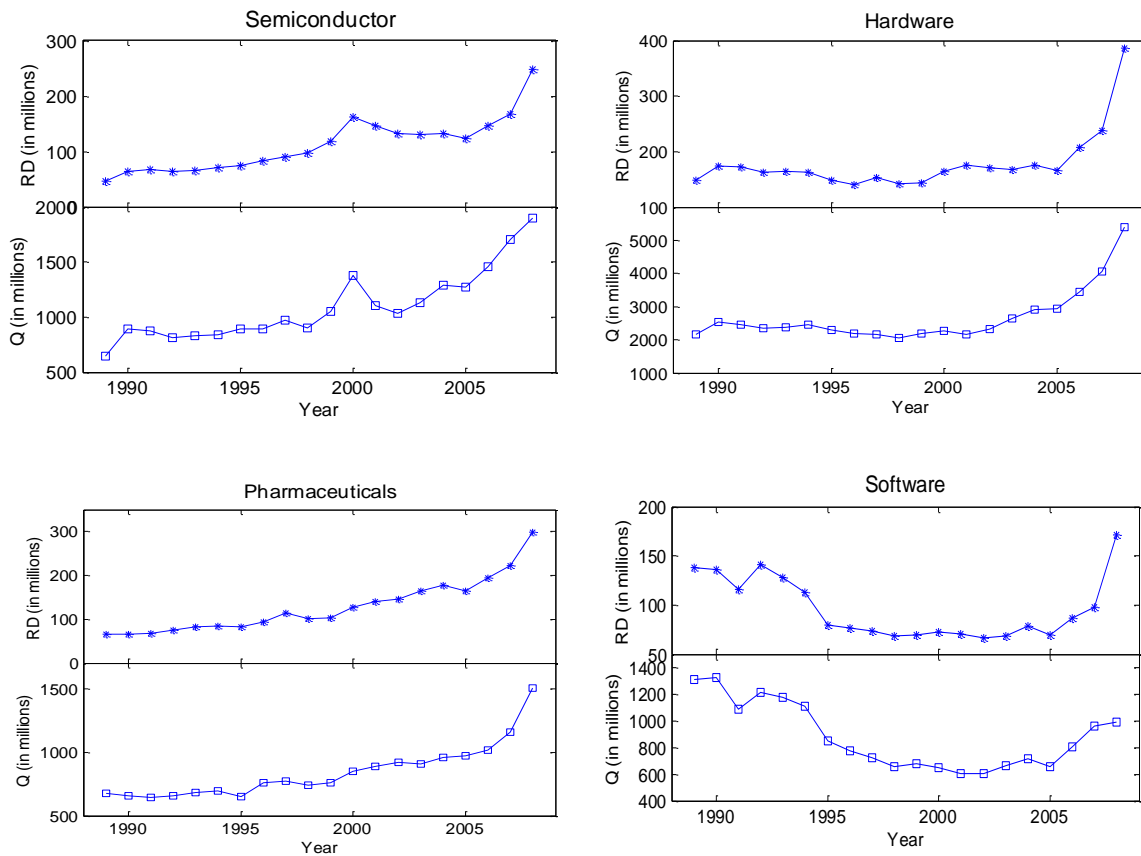 Semiconductor
300
200
100
0
RD (in millions)
2000
1500
1000
500
Q (in millions)
1990 1995 2000 2005
Year
Hardware
400
300
200
100
RD (in millions)
5000
4000
3000
2000
1000
Q (in millions)
1990 1995 2000 2005
Year
Pharmaceuticals
300
200
100
0
RD (in millions)
1500
1000
500
Q (in millions)
1990 1995 2000 2005
Year
Software
200
150
100
50
RD (in millions)
1400
1200
1000
800
600
400
Q (in millions)
1990 1995 2000 2005
Year